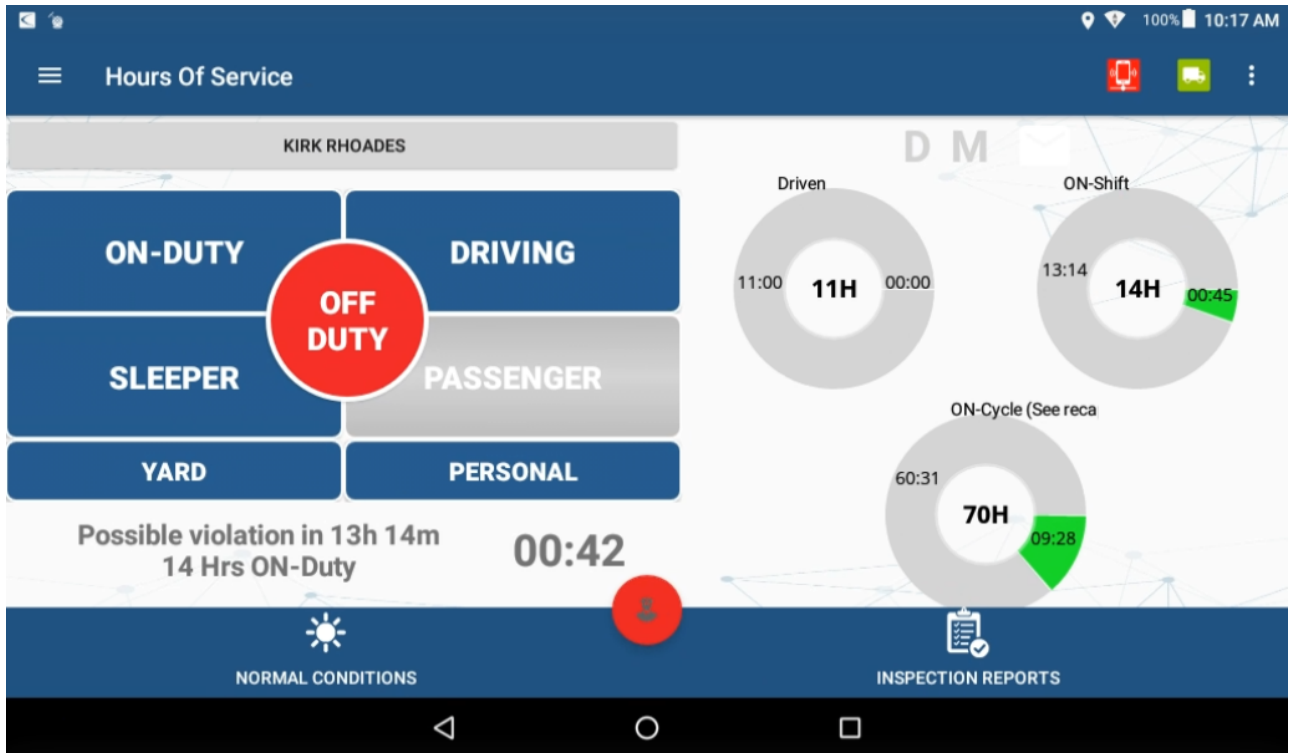 100% 10:17 AM
Hours Of Service
KIRK RHOADES
D M
ON-DUTY
DRIVING
OFF
DUTY
SLEEPER
PASSENGER
YARD
PERSONAL
Possible violation in 13h 14m
14 Hrs ON-Duty
00:42
Driven
11:00
11H
00:00
ON-Shift
13:14
14H
00:45
ON-Cycle (See reca
60:31
70H
09:28
NORMAL CONDITIONS
INSPECTION REPORTS